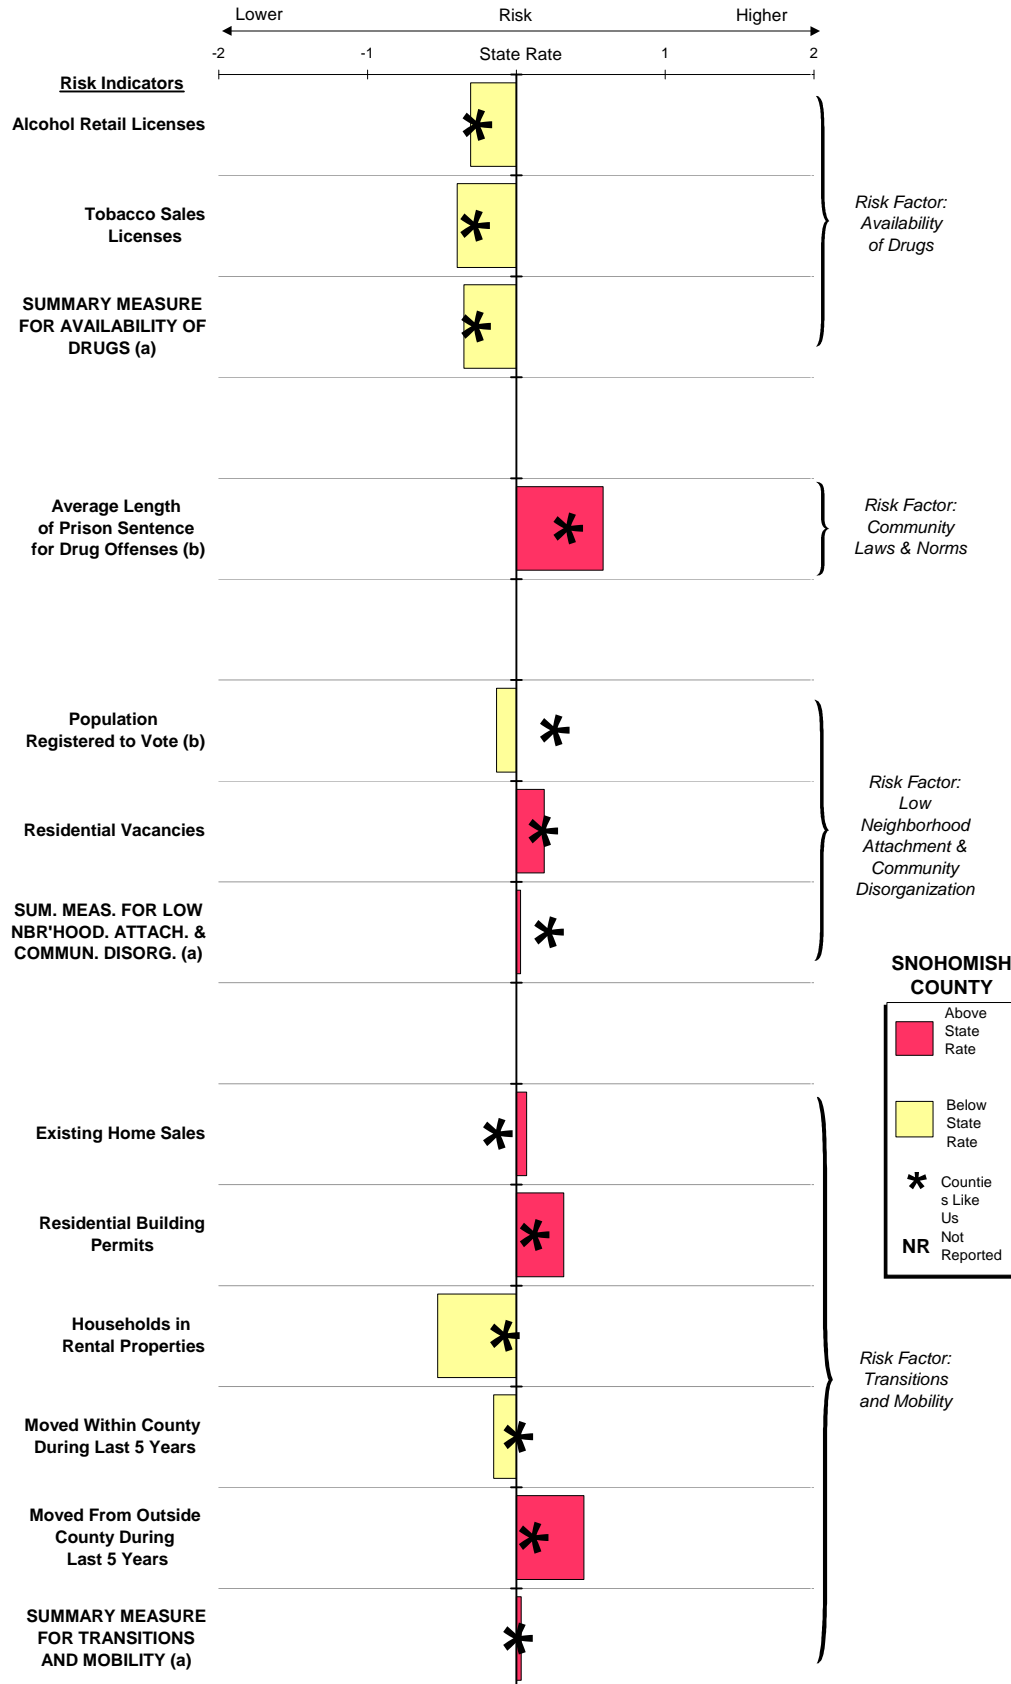 Lower Risk Higher
-2 -1 State Rate 1 2
Risk Indicators
Alcohol Retail Licenses
Tobacco Sales
Licenses
SUMMARY MEASURE
FOR AVAILABILITY OF
DRUGS (a)
Risk Factor:
Availability
of Drugs
Average Length
of Prison Sentence
for Drug Offenses (b)
Risk Factor:
Community
Laws & Norms
Population
Registered to Vote (b)
Residential Vacancies
SUM. MEAS. FOR LOW
NBR'HOOD. ATTACH. &
COMMUN. DISORG. (a)
Risk Factor:
Low
Neighborhood
Attachment &
Community
Disorganization
SNOHOMISH
COUNTY
Above
State
Rate
Below
State
Rate
* Countie
s Like
Us
NR Not
Reported
Existing Home Sales
Residential Building
Permits
Households in
Rental Properties
Moved Within County
During Last 5 Years
Moved From Outside
County During
Last 5 Years
SUMMARY MEASURE
FOR TRANSITIONS
AND MOBILITY (a)
Risk Factor:
Transitions
and Mobility